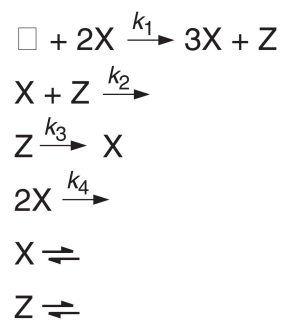 □ + 2X k₁→ 3X + Z
X + Z k₂→
Z k₃→ X
2X k₄→
X ⇌
Z ⇌